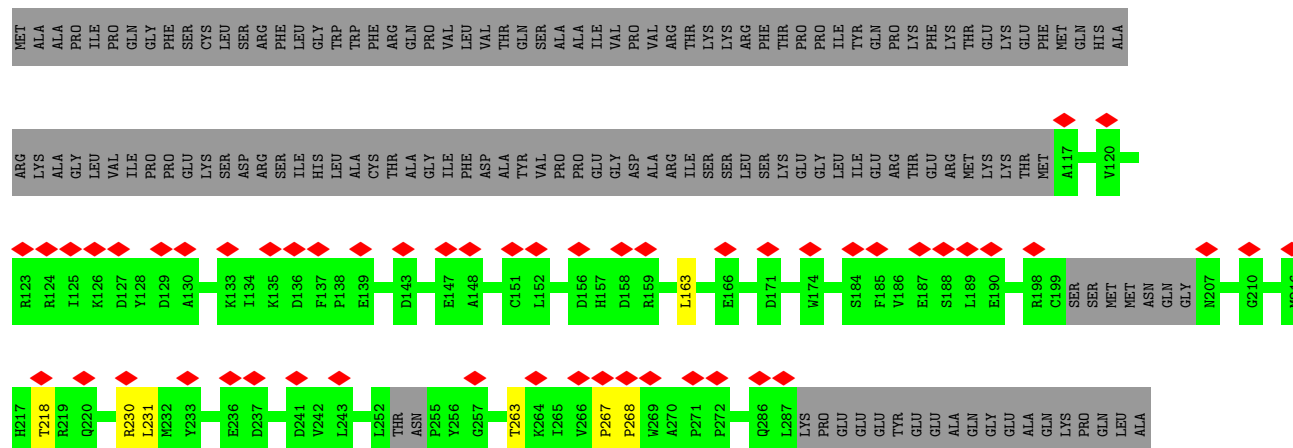 MET ALA ALA PRO ILE PRO GLN GLY PHE SER CYS LEU SER ARG PHE LEU GLY TRP TRP PHE ARG GLN PRO VAL LEU VAL THR GLN SER ALA ALA ILE VAL PRO VAL ARG THR LYS LYS ARG PHE THR PRO PRO ILE TYR GLN PRO LYS PHE LYS THR GLU LYS GLU PHE MET GLN HIS ALA
ARG LYS ALA GLY LEU VAL ILE PRO PRO GLU LYS SER ASP ARG SER ILE HIS LEU ALA CYS THR ALA GLY ILE PHE ASP ALA TYR VAL PRO PRO GLU GLY ASP ALA ARG ILE SER SER LEU SER LYS GLU GLY LEU ILE GLU ARG THR GLU ARG MET LYS LYS THR MET A117 V120
R123 R124 I125 K126 D127 Y128 D129 A130 K133 I134 K135 D136 F137 P138 E139 D143 E147 A148 C151 L152 D156 H157 D158 R159 L163 E166 D171 W174 S184 F185 V186 E187 S188 L189 E190 R198 C199 SER SER MET MET ASN GLN GLY N207 G210
H217 T218 R219 Q220 R230 L231 M232 Y233 E236 D237 D241 V242 L243 L252 THR ASN P255 Y256 G257 T263 K264 I265 V266 P267 P268 W269 A270 P271 P272 Q286 L287 LYS PRO GLU GLU GLU TYR GLU GLU ALA GLN GLY GLU ALA GLN LYS PRO GLN LEU ALA